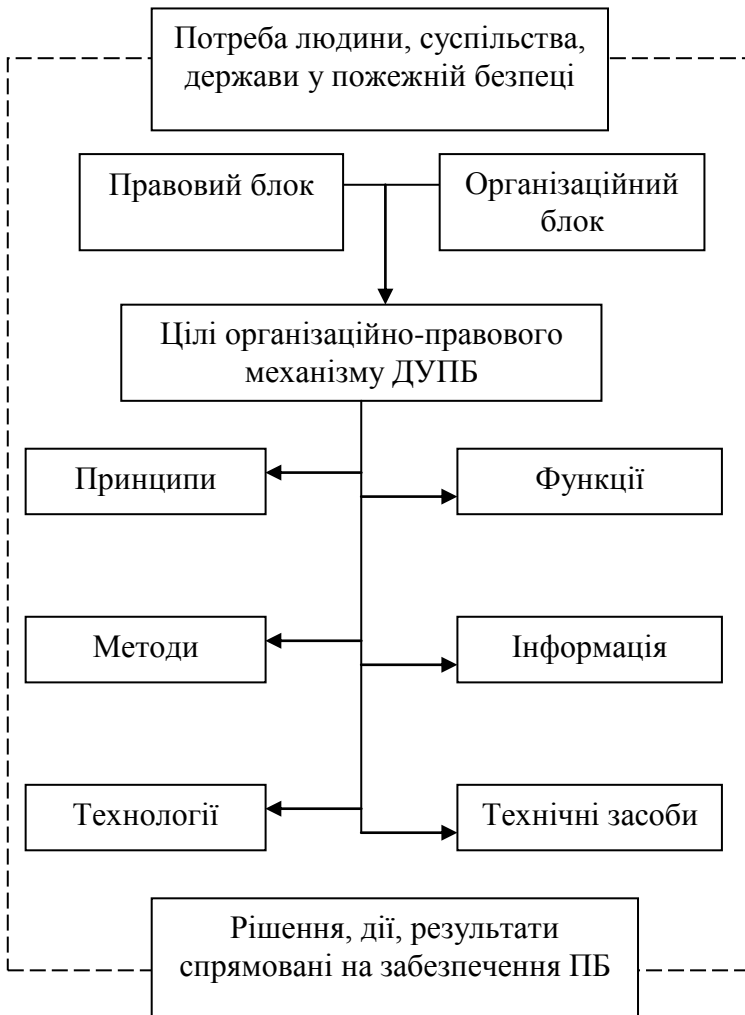 Потреба людини, суспільства,
держави у пожежній безпеці
Правовий блок
Організаційний
блок
Цілі організаційно-правового
механізму ДУПБ
Принципи
Функції
Методи
Інформація
Технології
Технічні засоби
Рішення, дії, результати
спрямовані на забезпечення ПБ